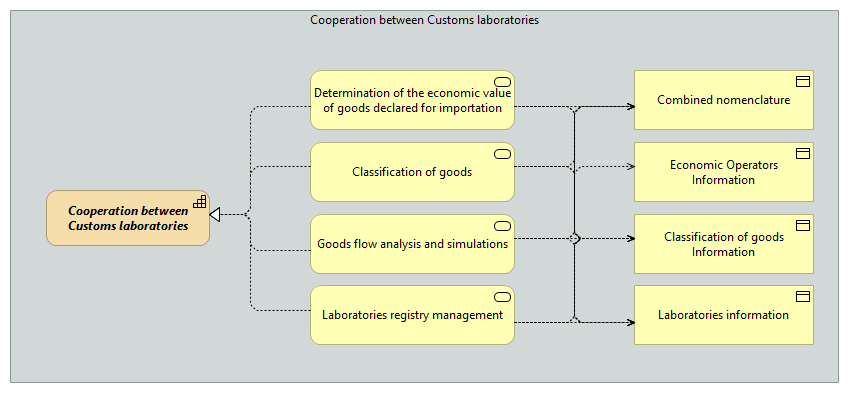 Cooperation between Customs laboratories
Determination of the economic value
of goods declared for importation
Combined nomenclature
Classification of goods
Economic Operators
Information
Cooperation between
Customs laboratories
Goods flow analysis and simulations
Classification of goods
Information
Laboratories registry management
Laboratories information